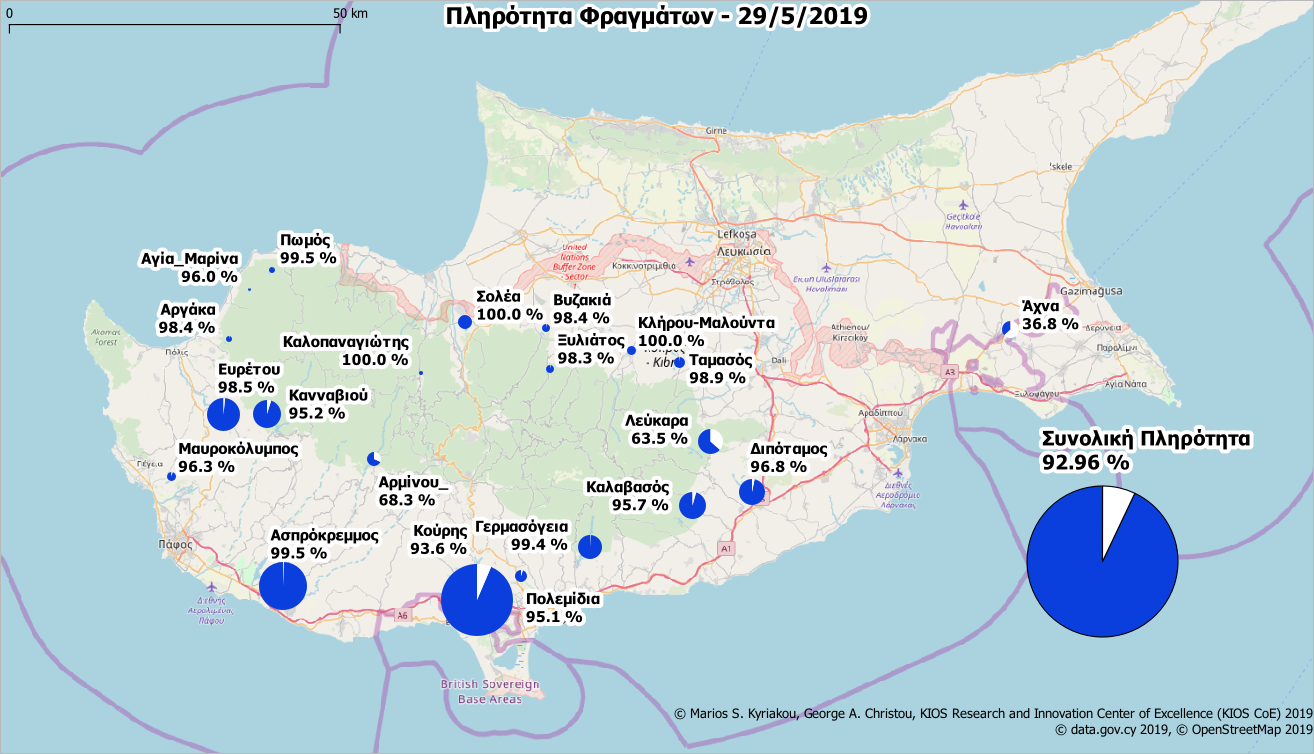 0 50 km
Πληρότητα Φραγμάτων - 29/5/2019
Girne
İskele
Geçitkale
Havaalanı
Lefkoşa
Λευκωσία
Στρόβολος
United
Nations
Buffer Zone
- Sector
Κοκκινοτριμιθιά
Ercan Uluslararası
Havalimanı
Gazimağusa
Πωμός
99.5 %
Αγία_Μαρίνα
96.0 %
Αργάκα
98.4 %
Akamas
Forest
Πόλις
Σολέα
100.0 %
Βυζακιά
98.4 %
Ξυλιάτος
98.3 %
Κλήρου-Μαλούντα
100.0 %
Ταμασός
98.9 %
Dali
Athienou/
Kirzıköy
Άχνα
36.8 %
Δερύνεια
Παραλίμνι
Αγία Νάπα
A3
Ξυλοφάγου
Καλοπαναγιώτης
100.0 %
Ευρέτου
98.5 %
Κανναβιού
95.2 %
Λεύκαρα
63.5 %
Αραδίππου
Λάρνακα
Μαυροκόλυμπος
96.3 %
Γέγεια
Αρμίνου_
68.3 %
Διπόταμος
96.8 %
Καλαβασός
95.7 %
Διεθνές
Αεροδρόμιο
Λάρνακας
Συνολική Πληρότητα
92.96 %
Πάφος
Ασπρόκρεμμος
99.5 %
Κούρης
93.6 %
Γερμασόγεια
99.4 %
A1
Πολεμίδια
95.1 %
A6
Διεθνής
Αερολιμένας
Πάφου
British Sovereign
Base Areas
© Marios S. Kyriakou, George A. Christou, KIOS Research and Innovation Center of Excellence (KIOS CoE) 2019
© data.gov.cy 2019, © OpenStreetMap 2019